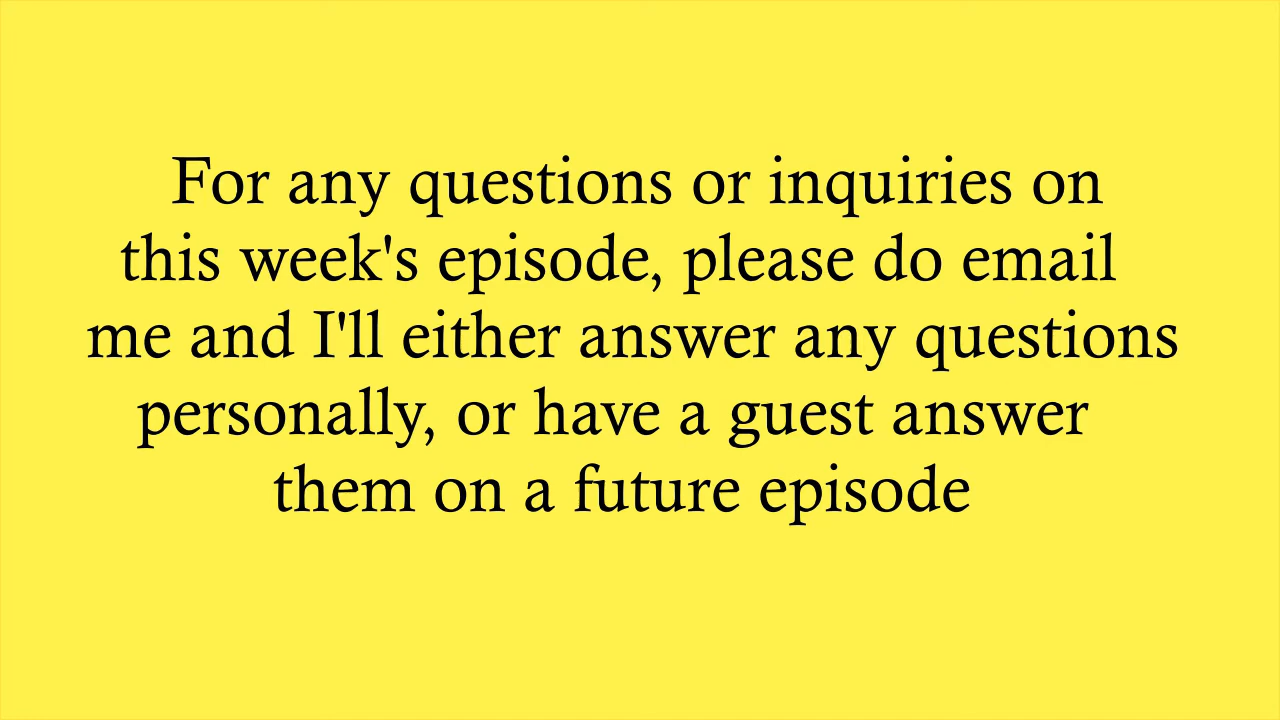 For any questions or inquiries on
this week's episode, please do email
me and I'll either answer any questions
personally, or have a guest answer
them on a future episode